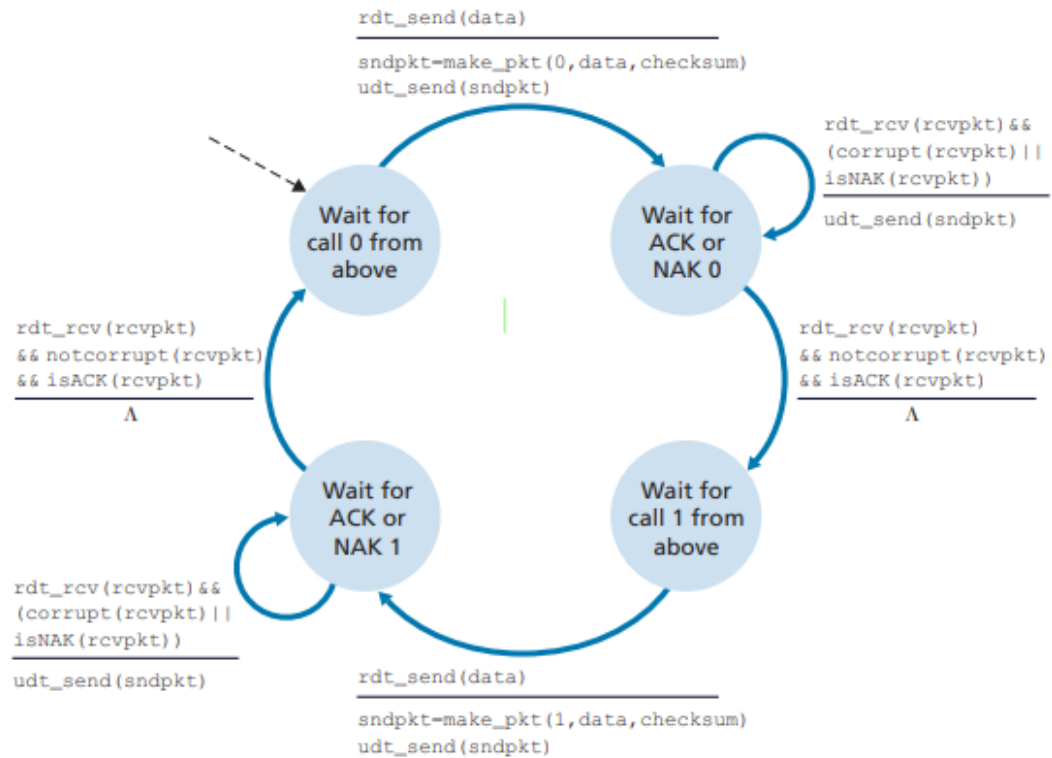 rdt_send(data)
sndpkt=make_pkt(0,data,checksum)
udt_send(sndpkt)
rdt_rcv(rcvpkt)&&
(corrupt(rcvpkt)||
isNAK(rcvpkt))
udt_send(sndpkt)
Wait for
call 0 from
above
Wait for
ACK or
NAK 0
rdt_rcv(rcvpkt)
&& notcorrupt(rcvpkt)
&& isACK(rcvpkt)
Λ
rdt_rcv(rcvpkt)
&& notcorrupt(rcvpkt)
&& isACK(rcvpkt)
Λ
Wait for
ACK or
NAK 1
Wait for
call 1 from
above
rdt_rcv(rcvpkt)&&
(corrupt(rcvpkt)||
isNAK(rcvpkt))
udt_send(sndpkt)
rdt_send(data)
sndpkt=make_pkt(1,data,checksum)
udt_send(sndpkt)